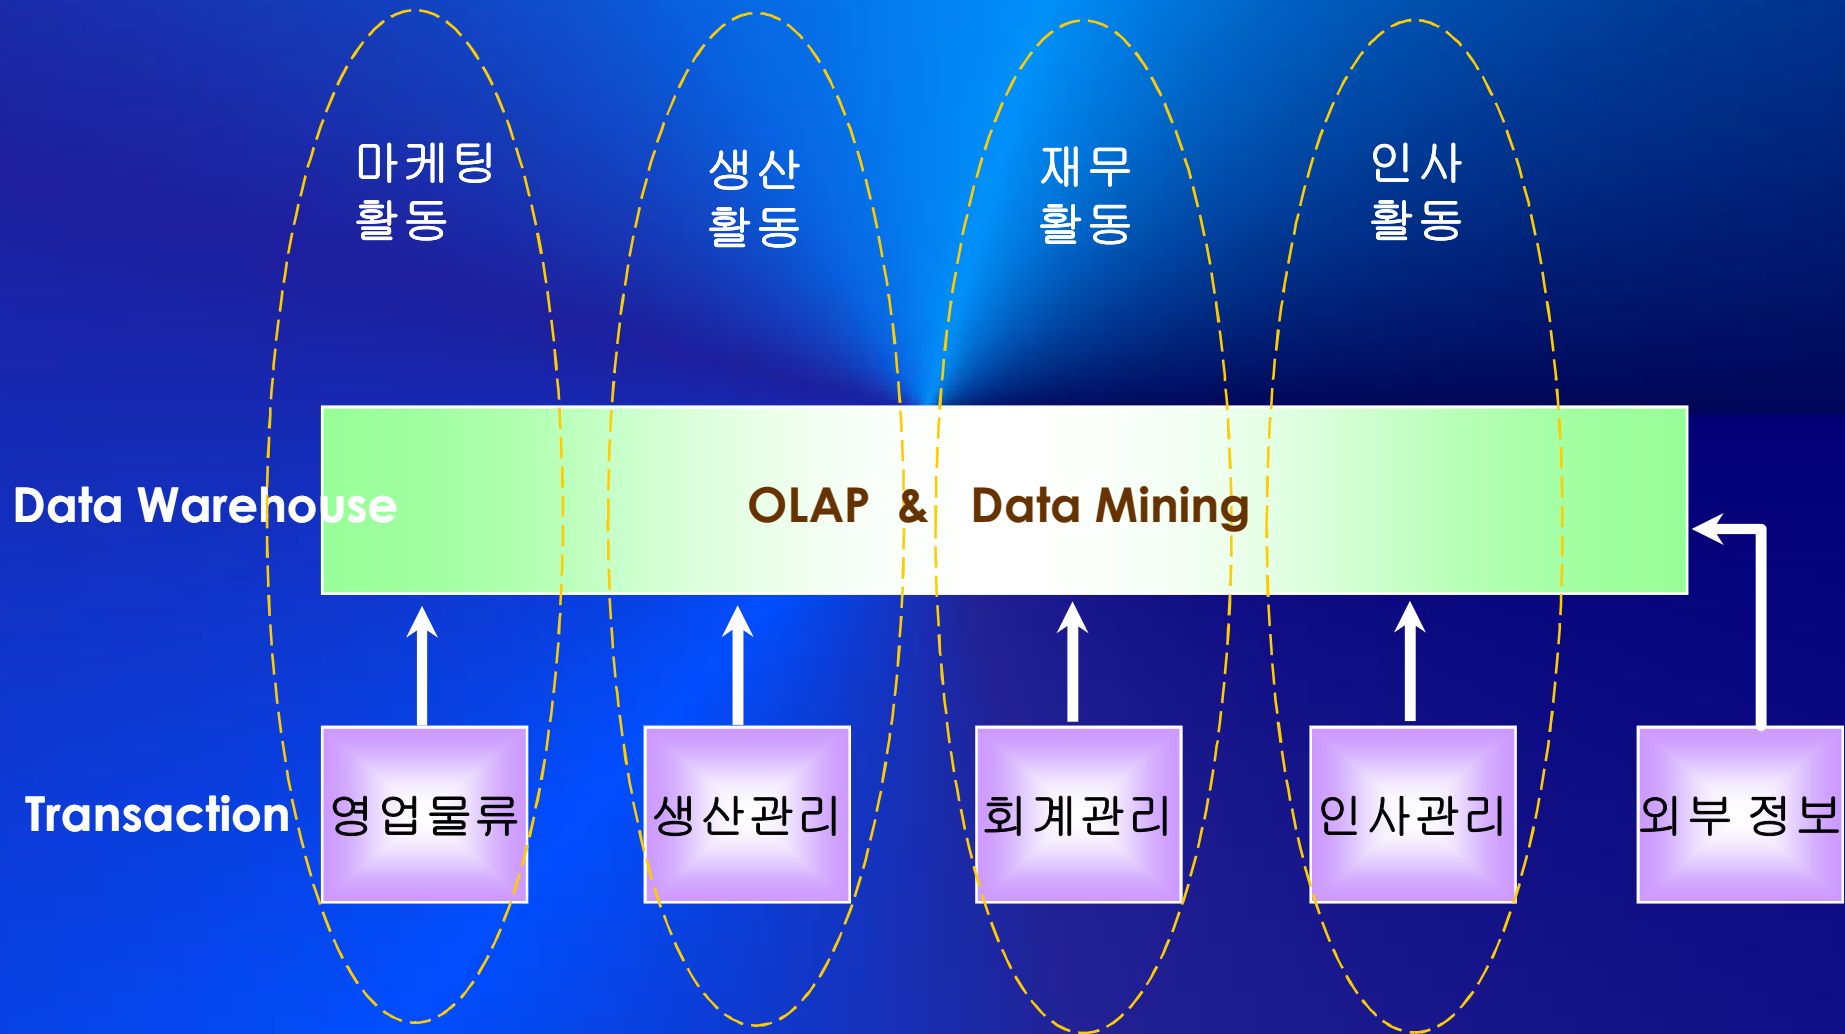 마케팅
활동
생산
활동
재무
활동
인사
활동
Data Warehouse
OLAP & Data Mining
Transaction
영업물류
생산관리
회계관리
인사관리
외부 정보